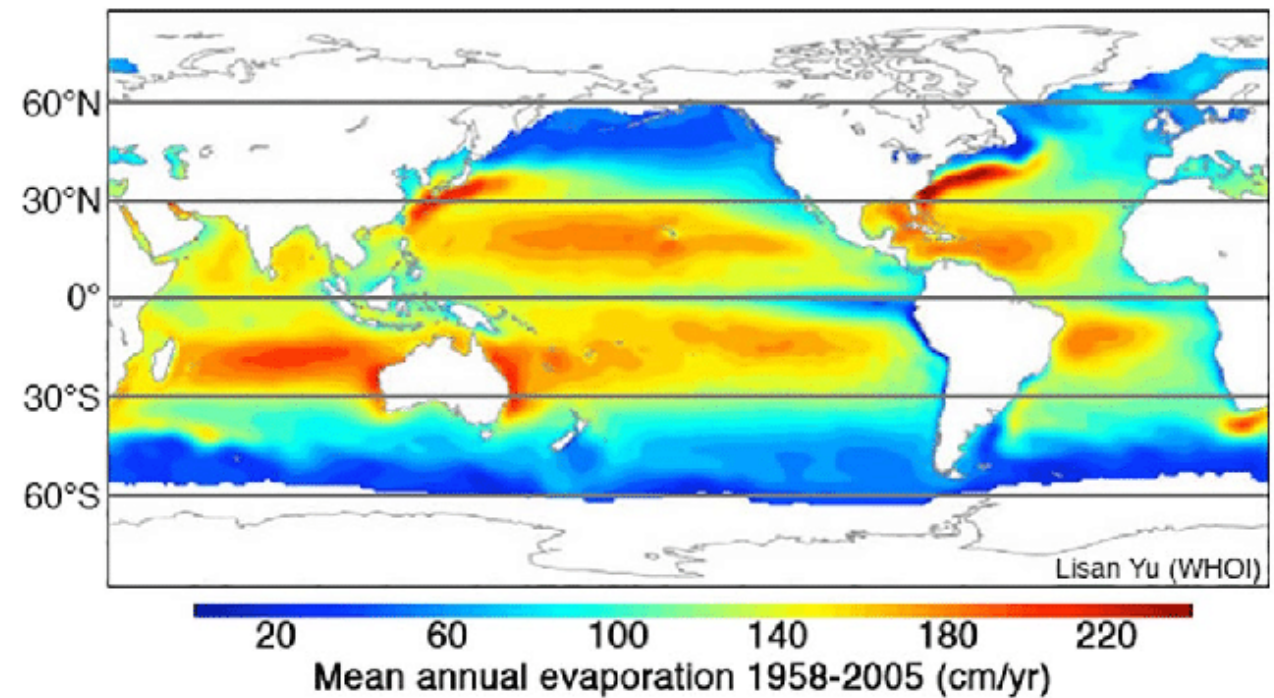 60°N
30°N
0°
30°S
60°S
Lisan Yu (WHOI)
20 60 100 140 180 220
Mean annual evaporation 1958-2005 (cm/yr)